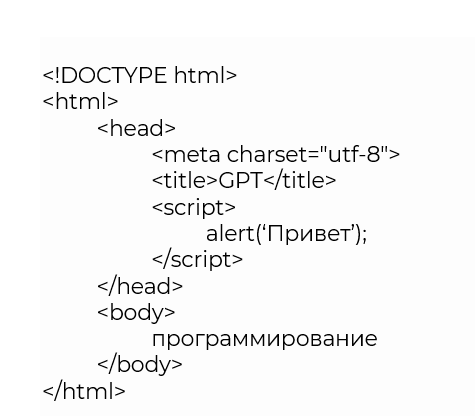 <!DOCTYPE html>
<html>
<head>
<meta charset="utf-8">
<title>GPT</title>
<script>
alert(‘Привет’);
</script>
</head>
<body>
программирование
</body>
</html>